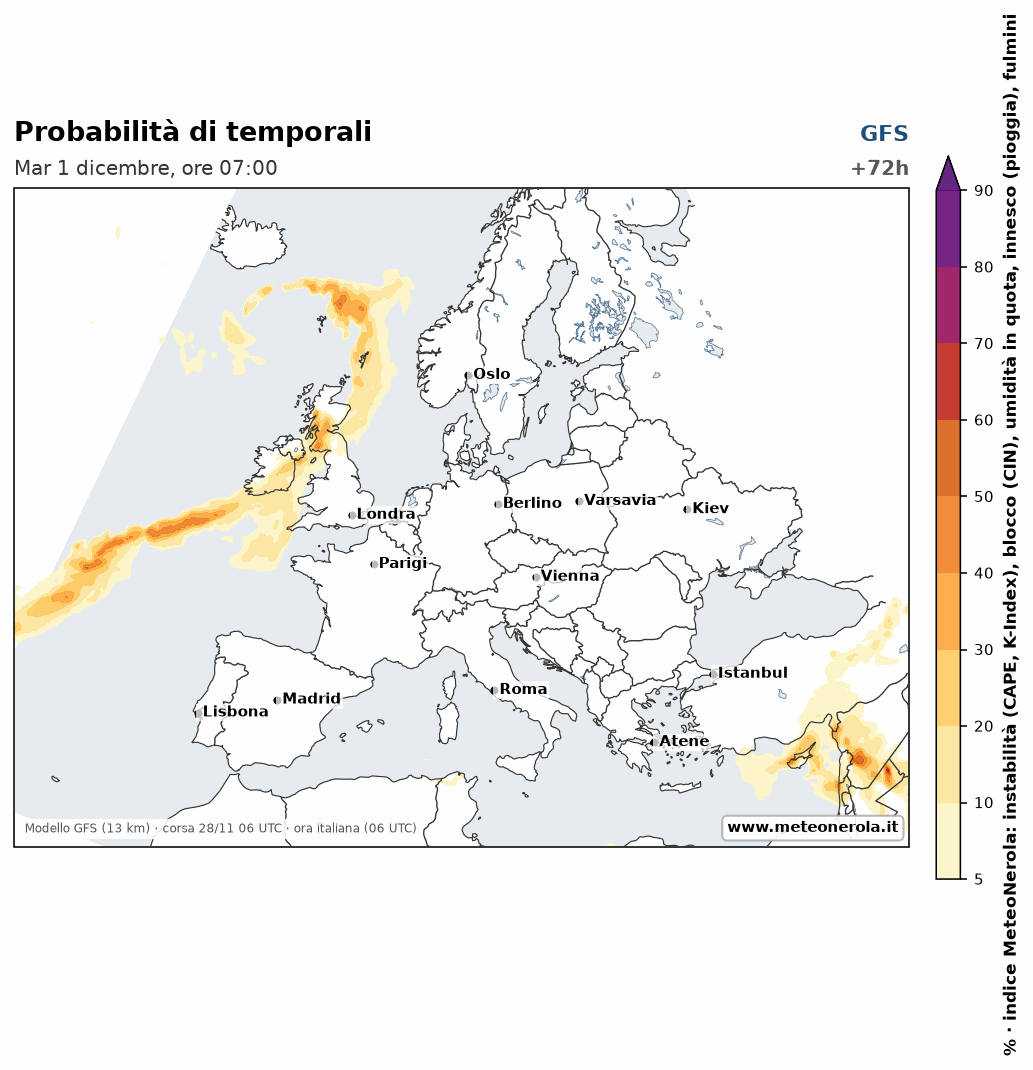 Probabilità di temporali
GFS
Mar 1 dicembre, ore 07:00
+72h
Oslo
Londra
Berlino
Varsavia
Kiev
Parigi
Vienna
Istanbul
Madrid
Roma
Lisbona
Atene
Modello GFS (13 km) · corsa 28/11 06 UTC · ora italiana (06 UTC)
www.meteonerola.it
90
80
70
60
50
40
30
20
10
5
% · indice MeteoNerola: instabilità (CAPE, K-Index), blocco (CIN), umidità in quota, innesco (pioggia), fulmini